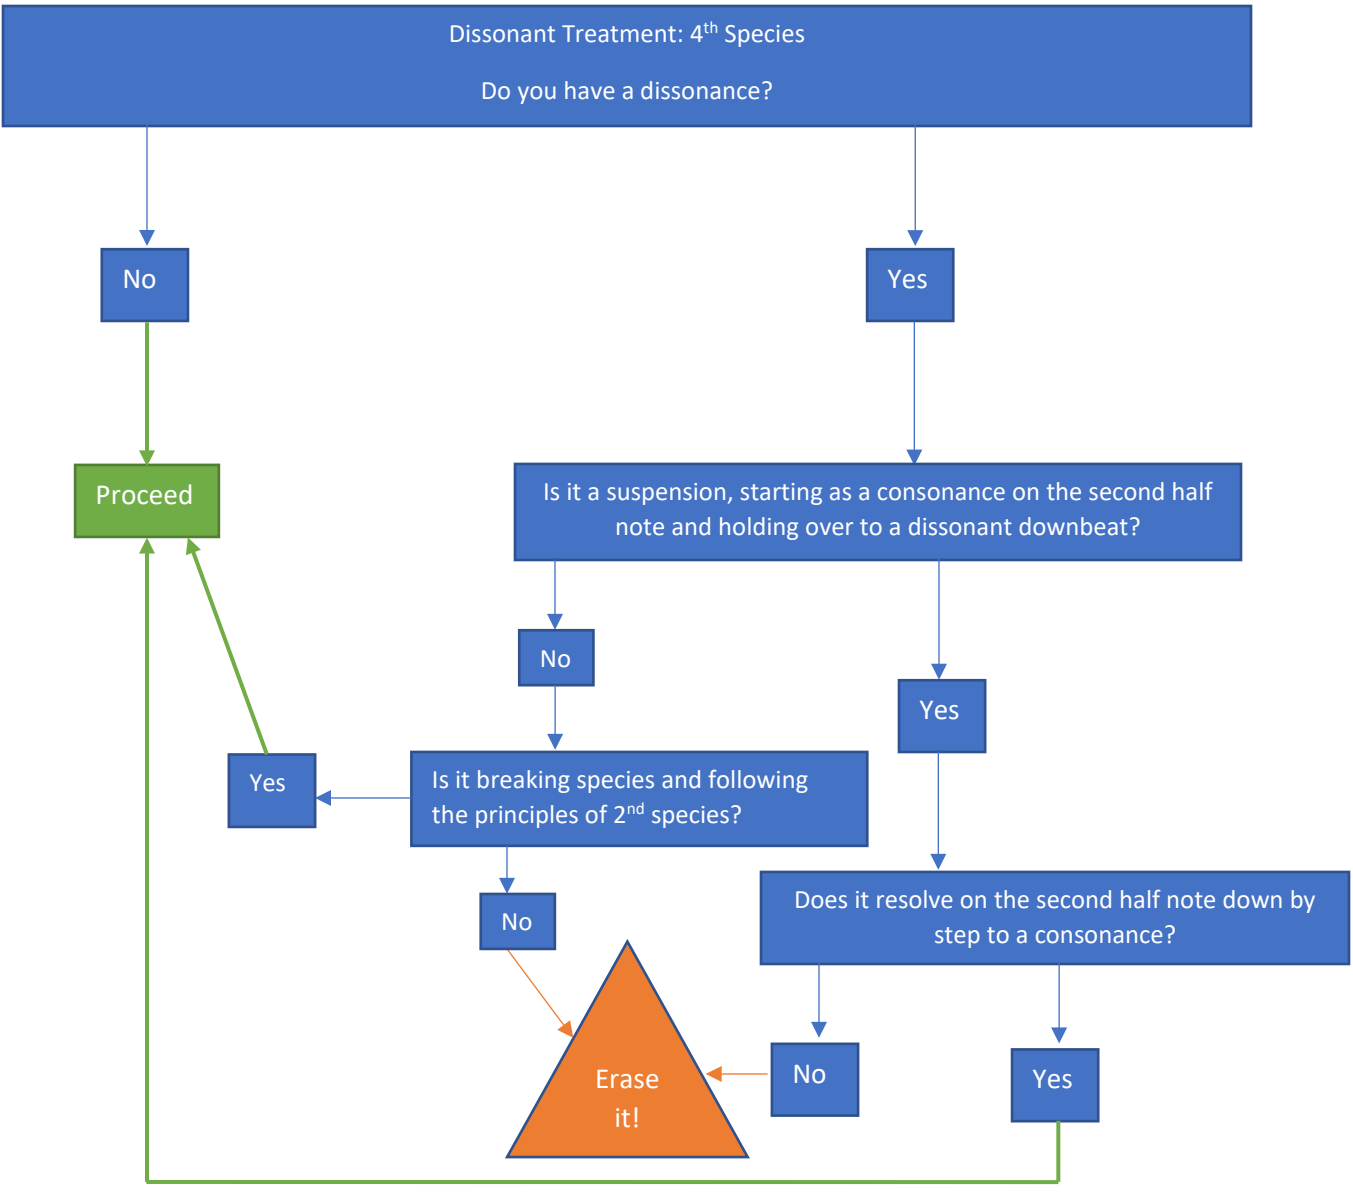 Dissonant Treatment: 4th Species
Do you have a dissonance?
No
Yes
Proceed
Is it a suspension, starting as a consonance on the second half
note and holding over to a dissonant downbeat?
No
Yes
Yes
Is it breaking species and following
the principles of 2nd species?
No
Does it resolve on the second half note down by
step to a consonance?
Erase
it!
No
Yes